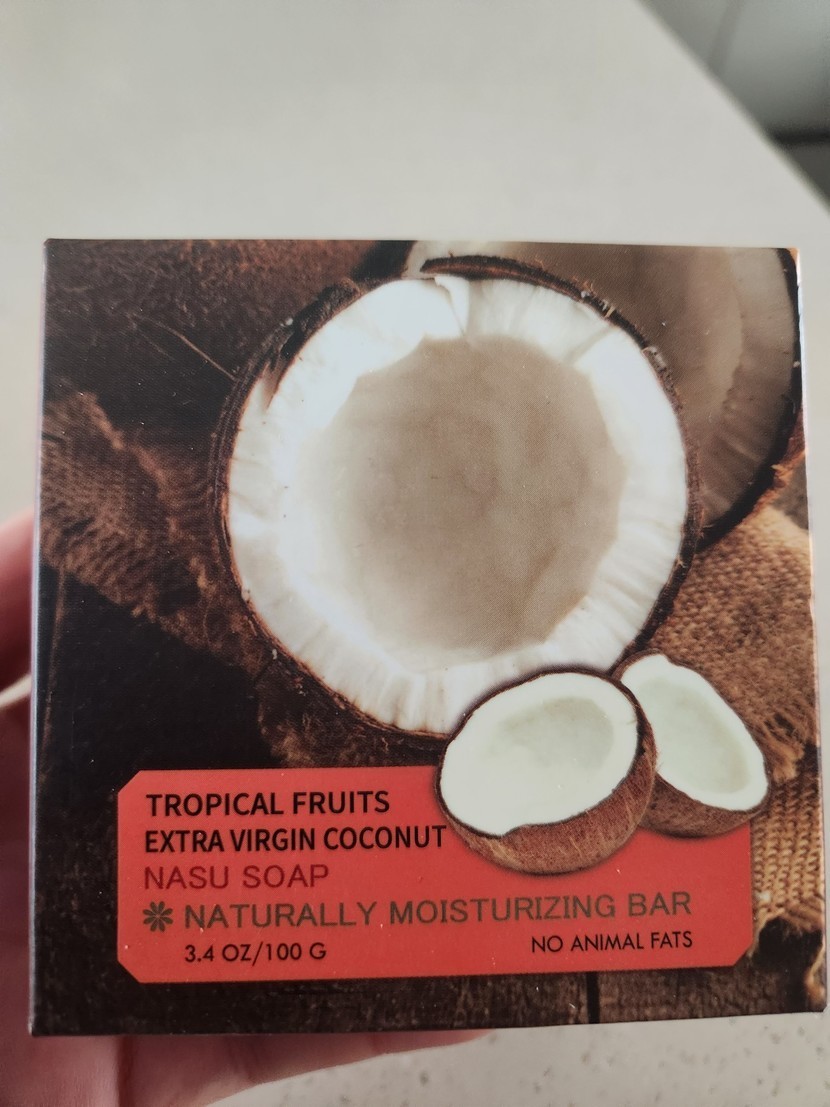 TROPICAL FRUITS
EXTRA VIRGIN COCONUT
NASU SOAP
NATURALLY MOISTURIZING BAR
3.4 OZ/100 G NO ANIMAL FATS